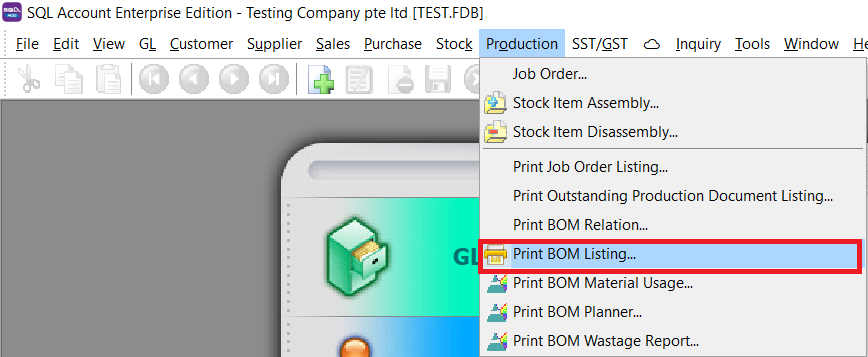 SQL Account Enterprise Edition - Testing Company pte ltd [TEST.FDB]
File Edit View GL Customer Supplier Sales Purchase Stock Production SST/GST Inquiry Tools Window
Job Order...
Stock Item Assembly...
Stock Item Disassembly...
Print Job Order Listing...
Print Outstanding Production Document Listing...
Print BOM Relation...
GL
Print BOM Listing...
Print BOM Material Usage...
Print BOM Planner...
Print BOM Wastage Report...